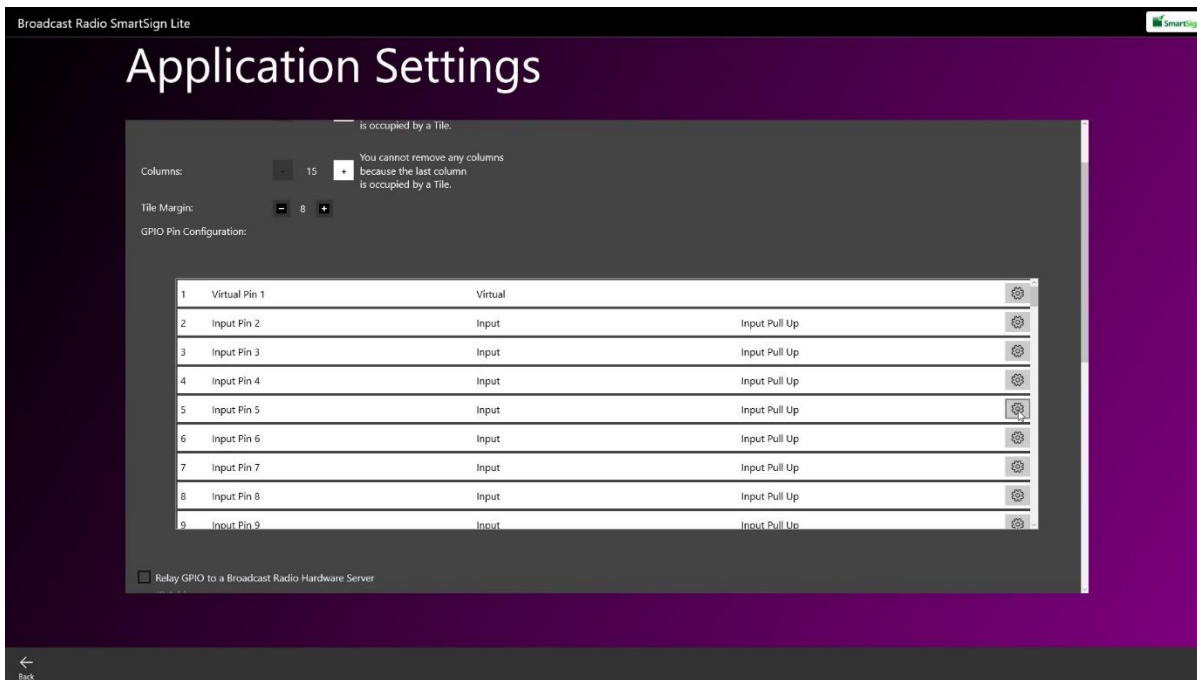 Broadcast Radio SmartSign Lite
SmartSig
Application Settings
is occupied by a Tile.
You cannot remove any columns
Columns: - 15 + because the last column
is occupied by a Tile.
Tile Margin: - 8 +
GPIO Pin Configuration:
1 Virtual Pin 1 Virtual
2 Input Pin 2 Input Input Pull Up
3 Input Pin 3 Input Input Pull Up
4 Input Pin 4 Input Input Pull Up
5 Input Pin 5 Input Input Pull Up
6 Input Pin 6 Input Input Pull Up
7 Input Pin 7 Input Input Pull Up
8 Input Pin 8 Input Input Pull Up
9 Input Pin 9 Input Input Pull Up
Relay GPIO to a Broadcast Radio Hardware Server
Back